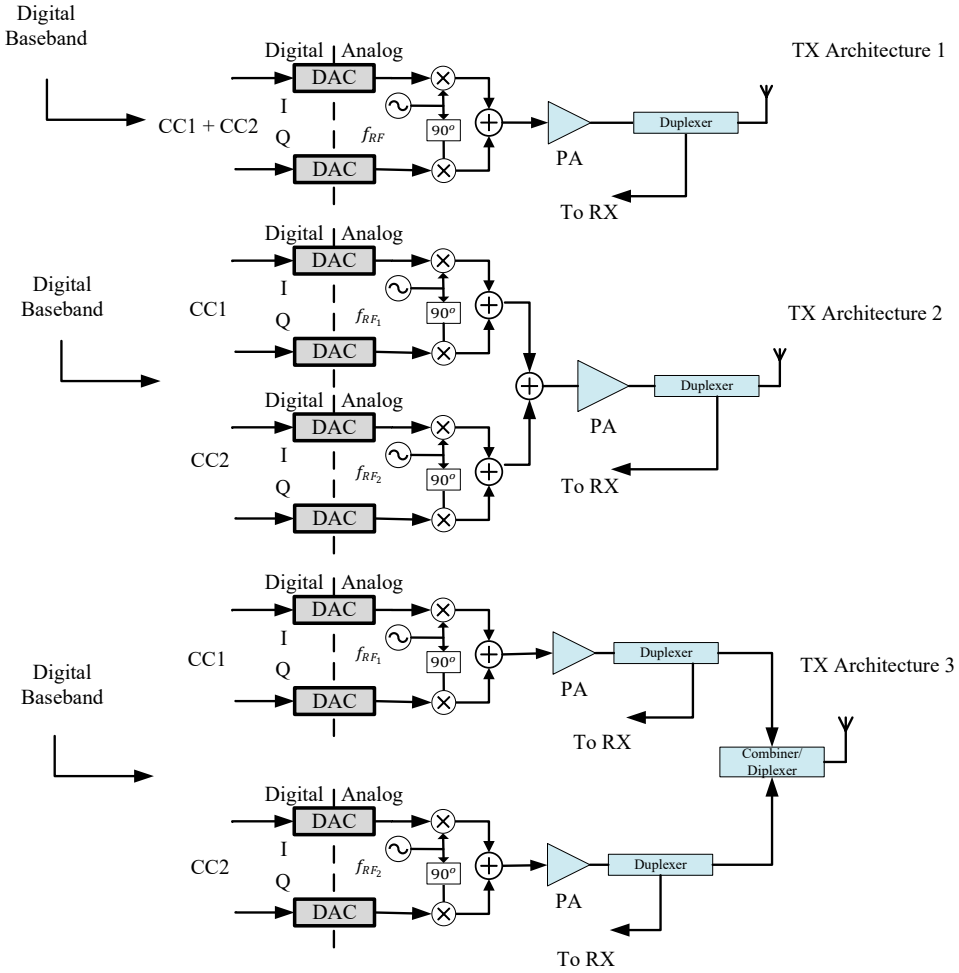 Digital
Baseband
TX Architecture 1
Digital Analog
DAC
I
CC1 + CC2
Q
f_RF
90°
DAC
PA
Duplexer
To RX
Digital
Baseband
TX Architecture 2
Digital Analog
DAC
I
CC1
Q
f_RF₁
90°
DAC
DAC
I
CC2
Q
f_RF₂
90°
DAC
PA
Duplexer
To RX
Digital
Baseband
TX Architecture 3
Digital Analog
DAC
I
CC1
Q
f_RF₁
90°
DAC
PA
Duplexer
To RX
Combiner/
Diplexer
Digital Analog
DAC
I
CC2
Q
f_RF₂
90°
DAC
PA
Duplexer
To RX